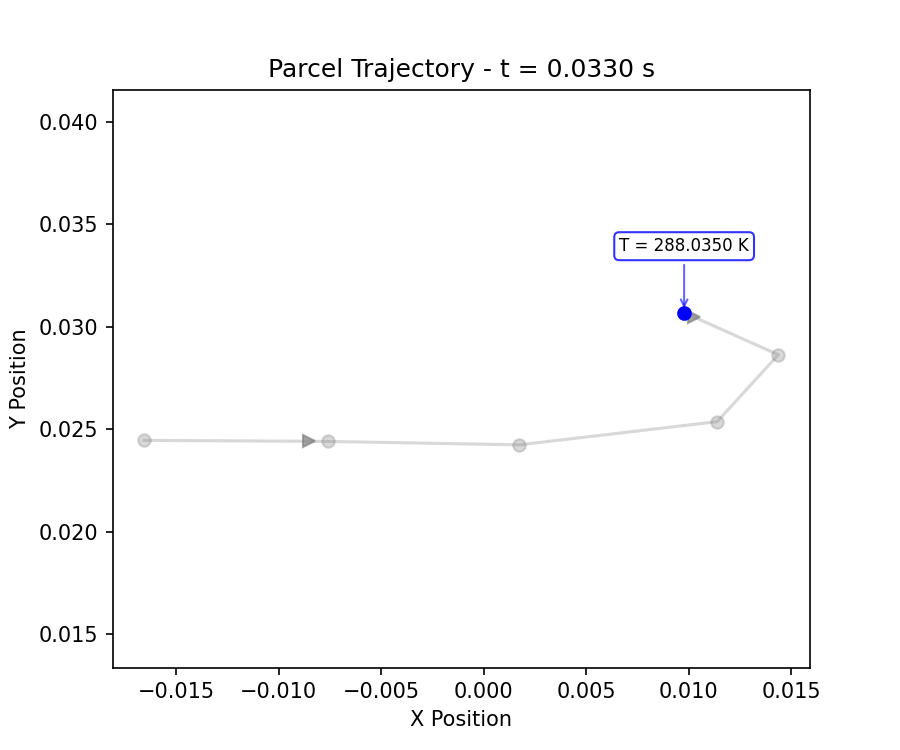 Parcel Trajectory - t = 0.0330 s
0.040
0.035
0.030
0.025
0.020
0.015
Y Position
T = 288.0350 K
−0.015 −0.010 −0.005 0.000 0.005 0.010 0.015
X Position